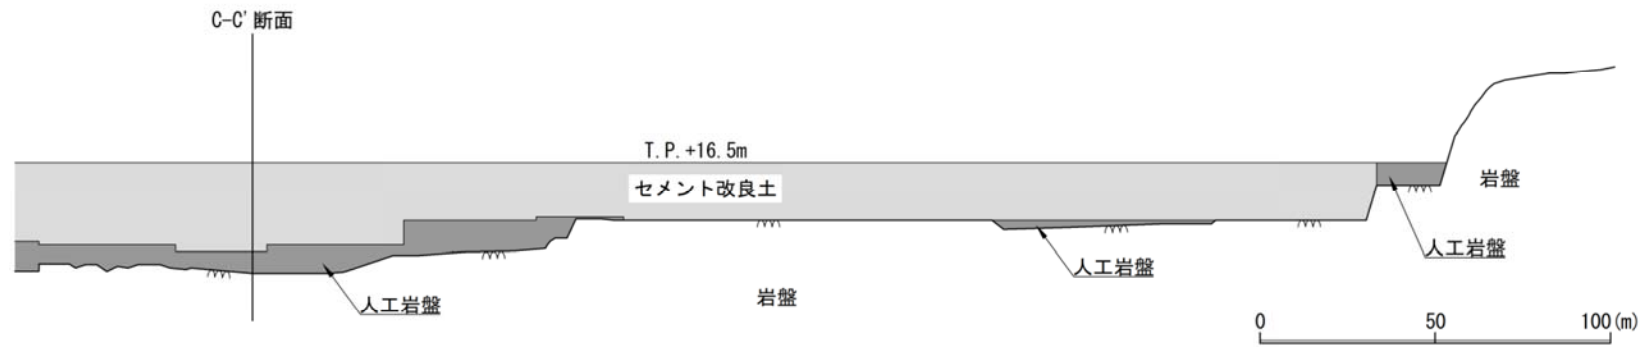 C-C'断面
T.P.+16.5m
セメント改良土
岩盤
人工岩盤
人工岩盤
岩盤
人工岩盤
0 50 100(m)